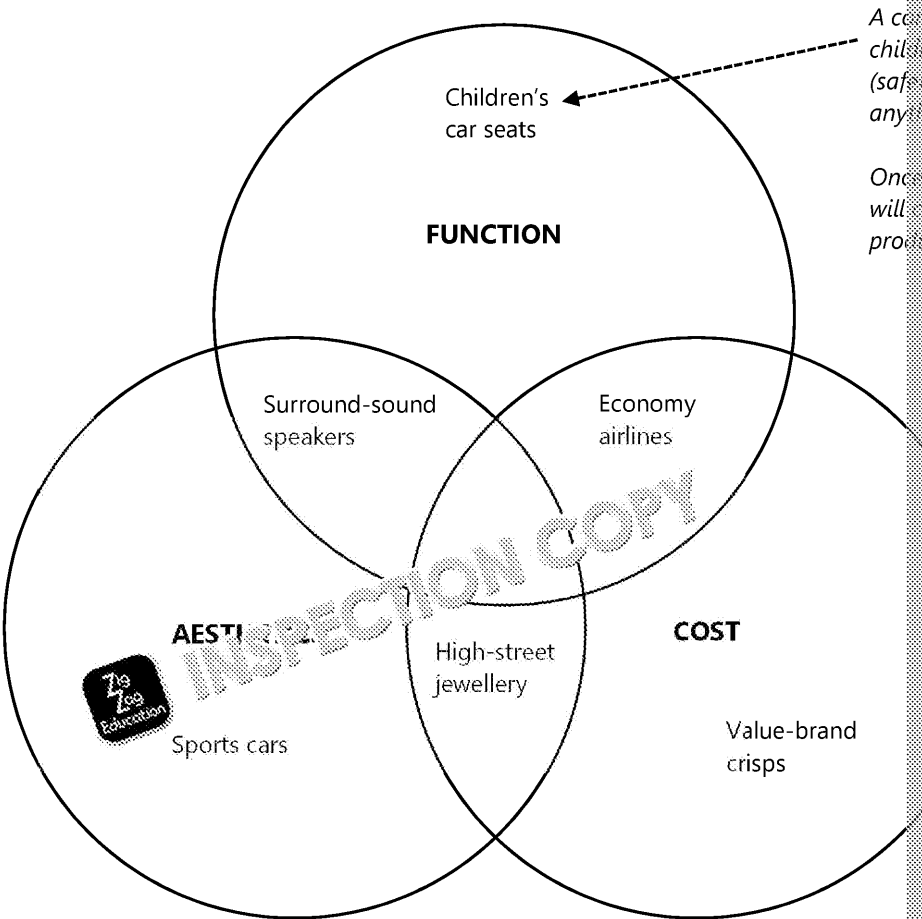 A
Children's
car seats
FUNCTION
Surround-sound
speakers
Economy
airlines
INSPECTION COPY
COST
High-street
jewellery
Zig
Zag
Education
Sports cars
Value-brand
crisps